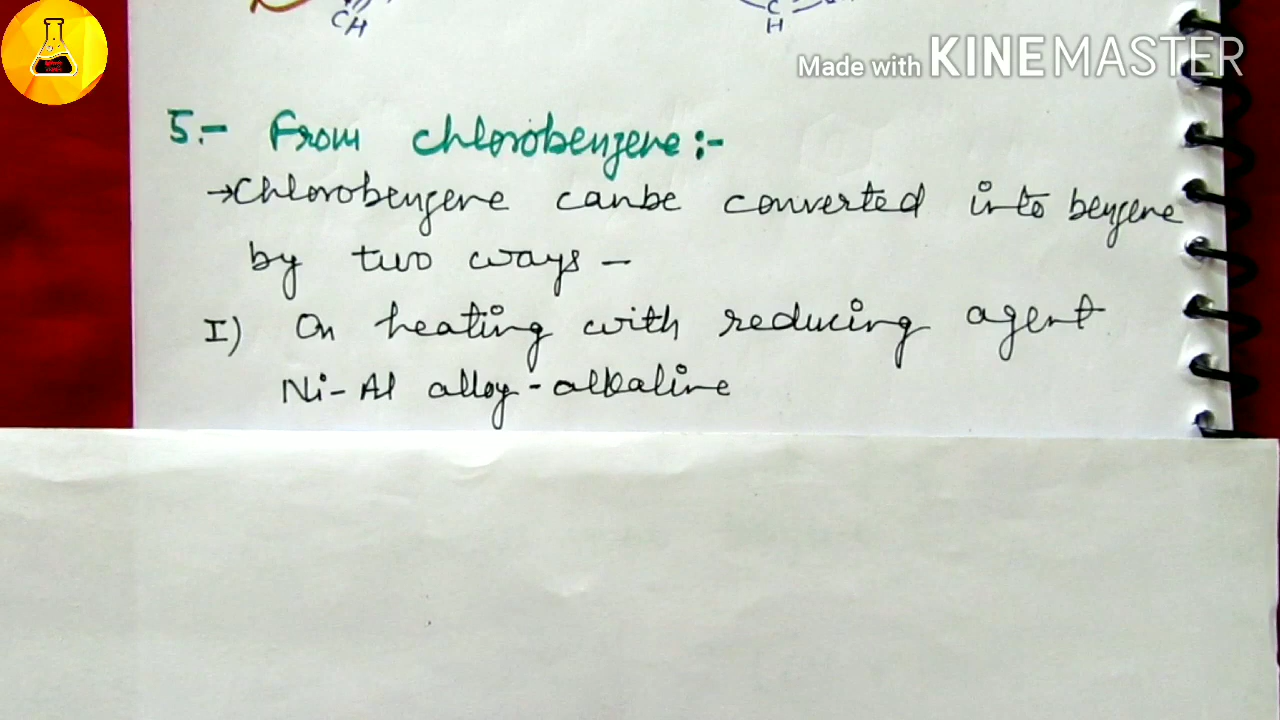 CH
C
H
Made with KINEMASTER
5.- From chlorobenzene:-
→Chlorobenzene canbe converted into benzene
by two ways -
I) On heating with reducing agent
Ni-Al alloy-alkaline